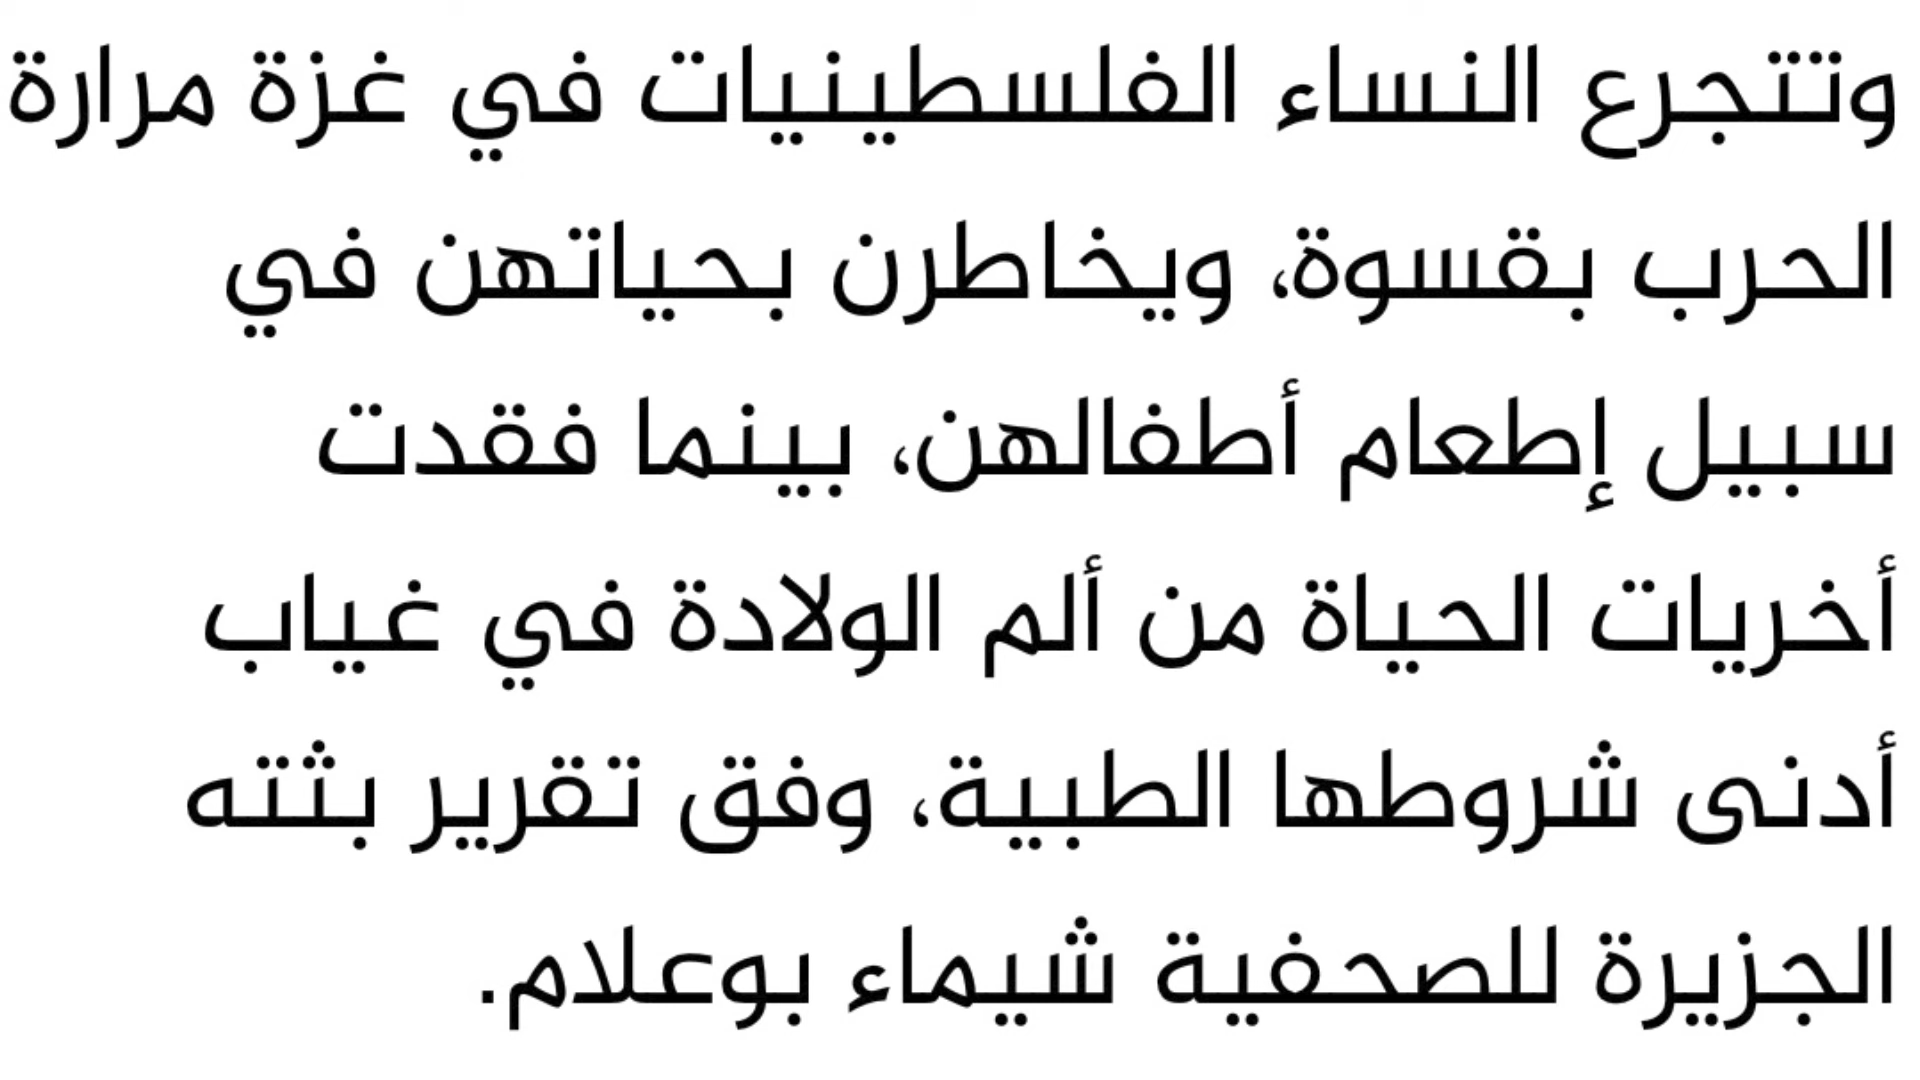 وتتجرع النساء الفلسطينيات في غزة مرارة
الحرب بقسوة، ويخاطرن بحياتهن في
سبيل إطعام أطفالهن، بينما فقدت
أخريات الحياة من ألم الولادة في غياب
أدنى شروطها الطبية، وفق تقرير بثته
الجزيرة للصحفية شيماء بوعلام.